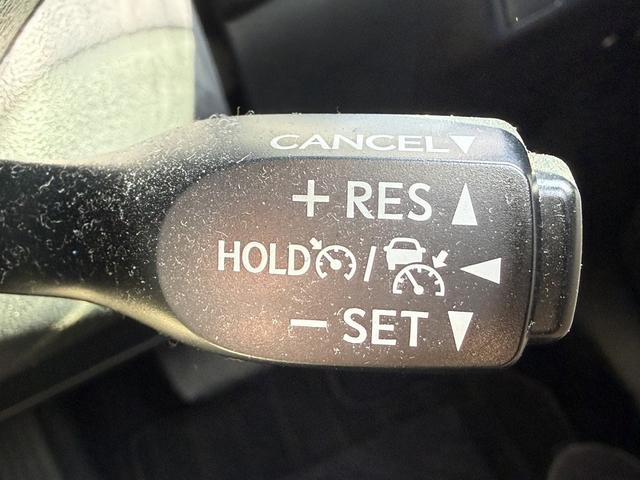 CANCEL▼
+ RES ▲
HOLD / ◀
− SET ▼